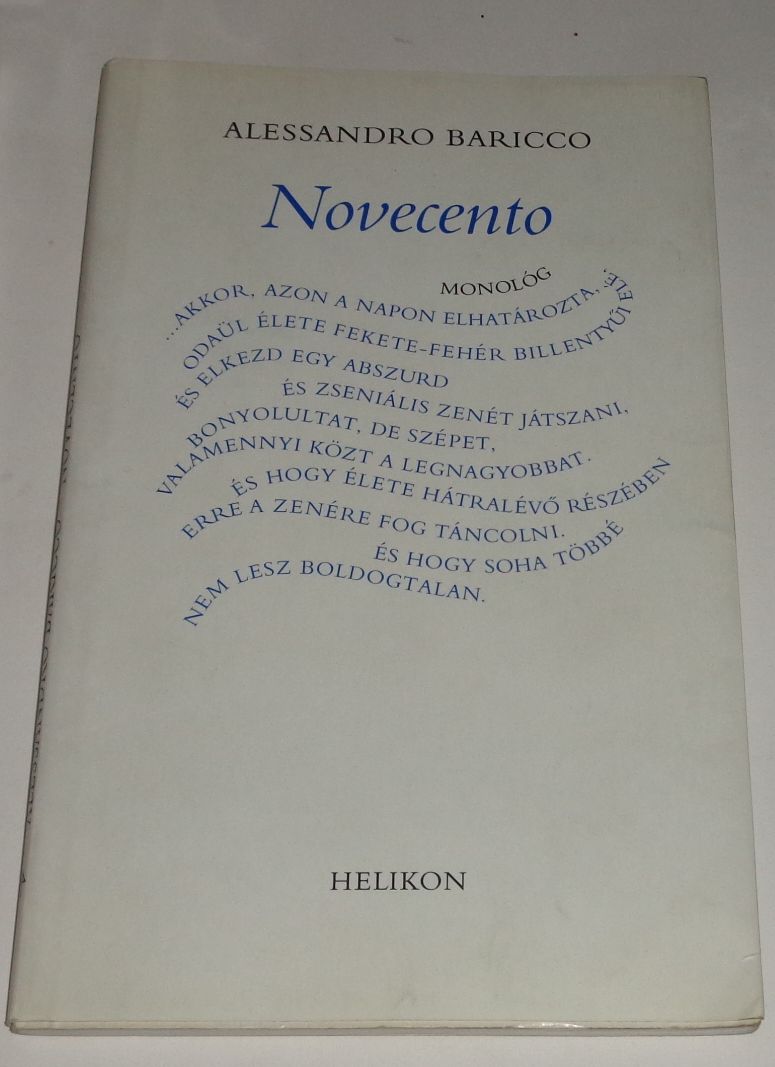 ALESSANDRO BARICCO
Novecento
MONOLÓG
...AKKOR, AZON A NAPON ELHATÁROZTA,
ODAÜL ÉLETE FEKETE-FEHÉR BILLENTYŰI ELÉ,
ÉS ELKEZD EGY ABSZURD
ÉS ZSENIÁLIS ZENÉT JÁTSZANI,
BONYOLULTAT, DE SZÉPET,
VALAMENNYI KÖZT A LEGNAGYOBBAT.
ÉS HOGY ÉLETE HÁTRALÉVŐ RÉSZÉBEN
ERRE A ZENÉRE FOG TÁNCOLNI.
ÉS HOGY SOHA TÖBBÉ
NEM LESZ BOLDOGTALAN.
HELIKON